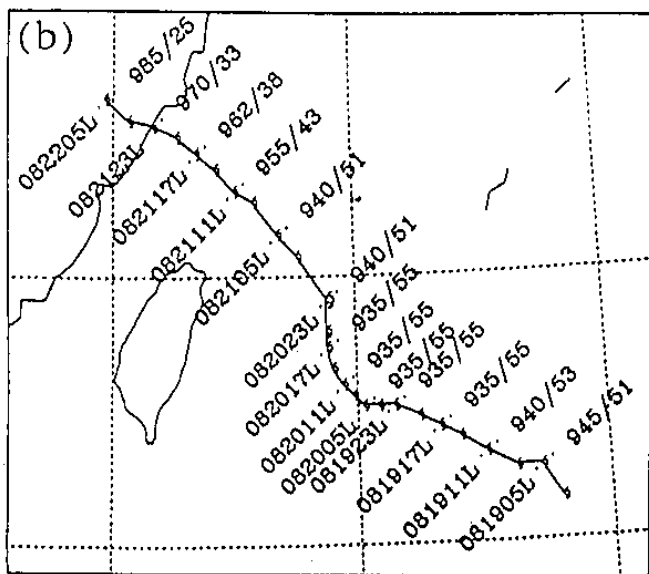 (b)
985/25
970/33
962/38
955/43
940/51
940/51
935/55
935/55
935/55
935/55
935/55
940/53
945/51
082205L
082123L
082117L
082111L
082105L
082023L
082017L
082011L
082005L
081923L
081917L
081911L
081905L